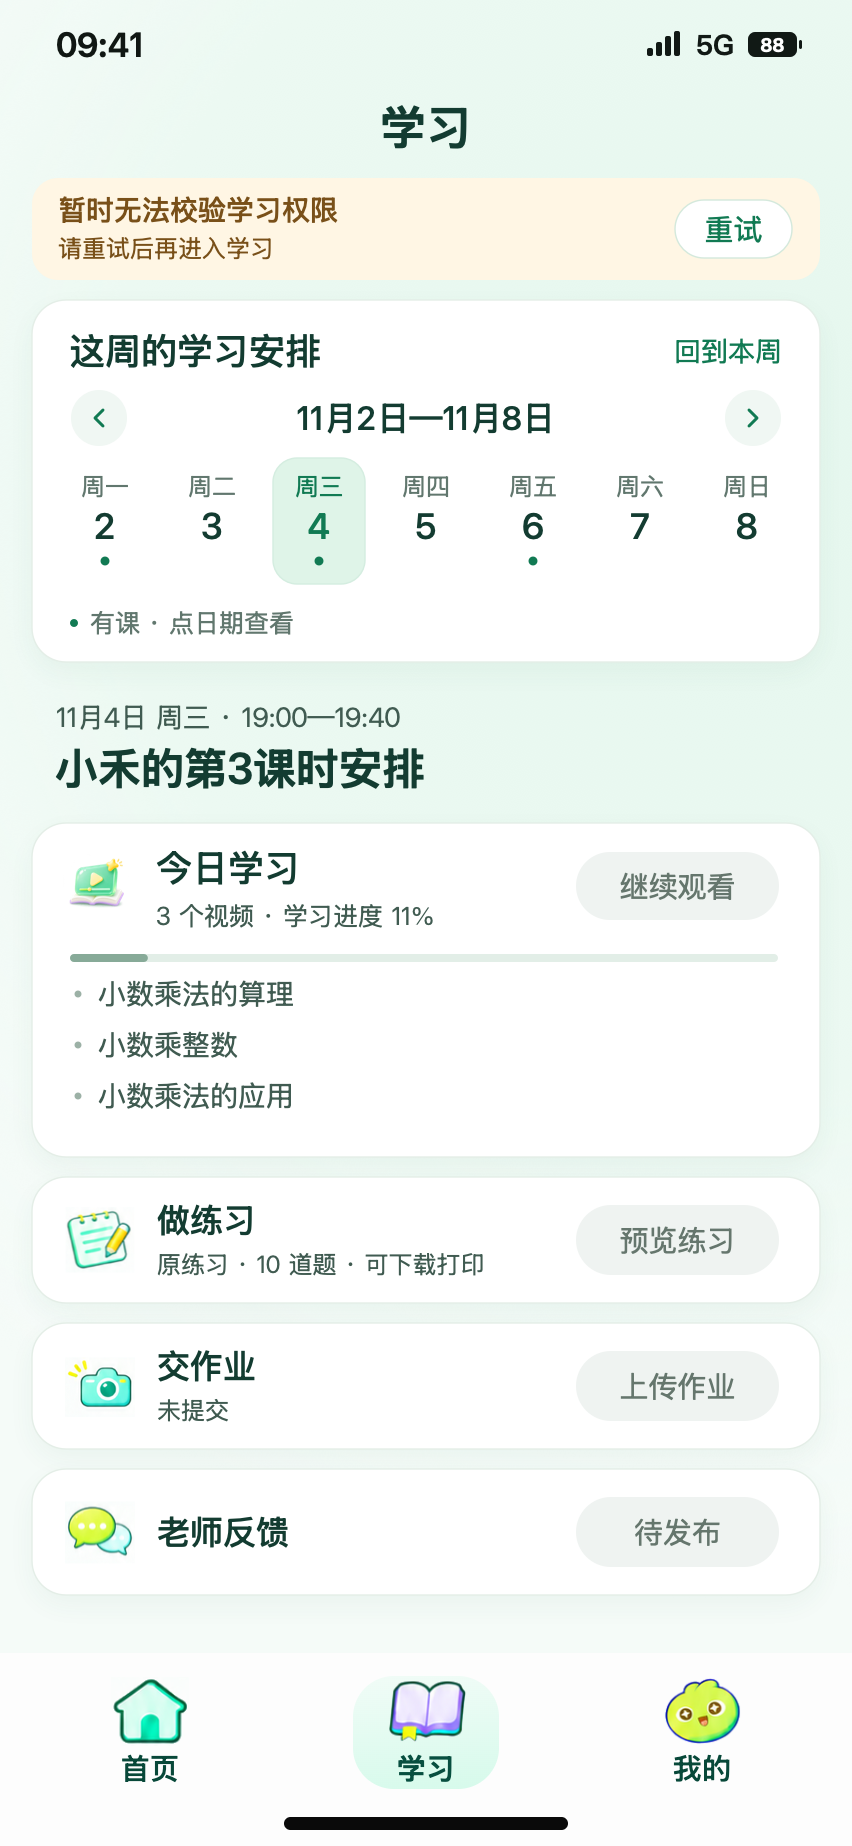 09:41
5G 88
学习
暂时无法校验学习权限
请重试后再进入学习
重试
这周的学习安排
回到本周
11月2日—11月8日
周一 周二 周三 周四 周五 周六 周日
2 3 4 5 6 7 8
有课 · 点日期查看
11月4日 周三 · 19:00—19:40
小禾的第3课时安排
今日学习
3 个视频 · 学习进度 11%
继续观看
• 小数乘法的算理
• 小数乘整数
• 小数乘法的应用
做练习
原练习 · 10 道题 · 可下载打印
预览练习
交作业
未提交
上传作业
老师反馈
待发布
首页 学习 我的